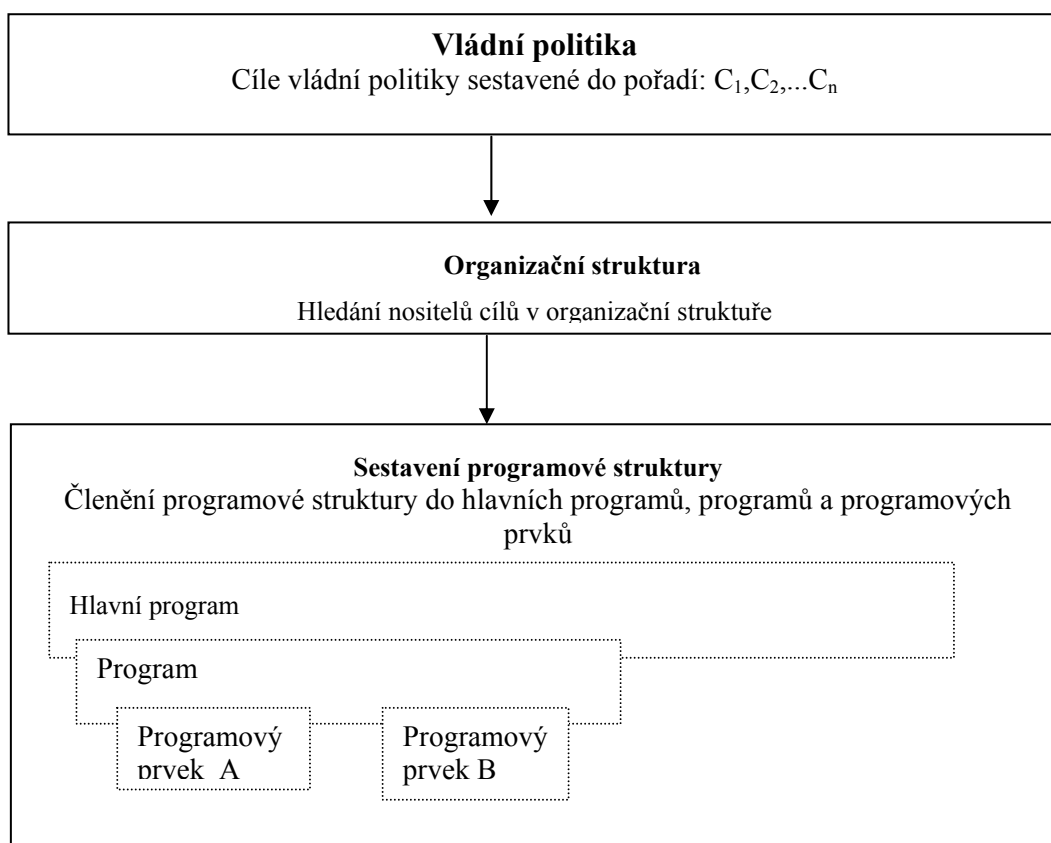 Vládní politika
Cíle vládní politiky sestavené do pořadí: C₁,C₂,...Cₙ
Organizační struktura
Hledání nositelů cílů v organizační struktuře
Sestavení programové struktury
Členění programové struktury do hlavních programů, programů a programových
prvků
Hlavní program
Program
Programový
prvek A
Programový
prvek B